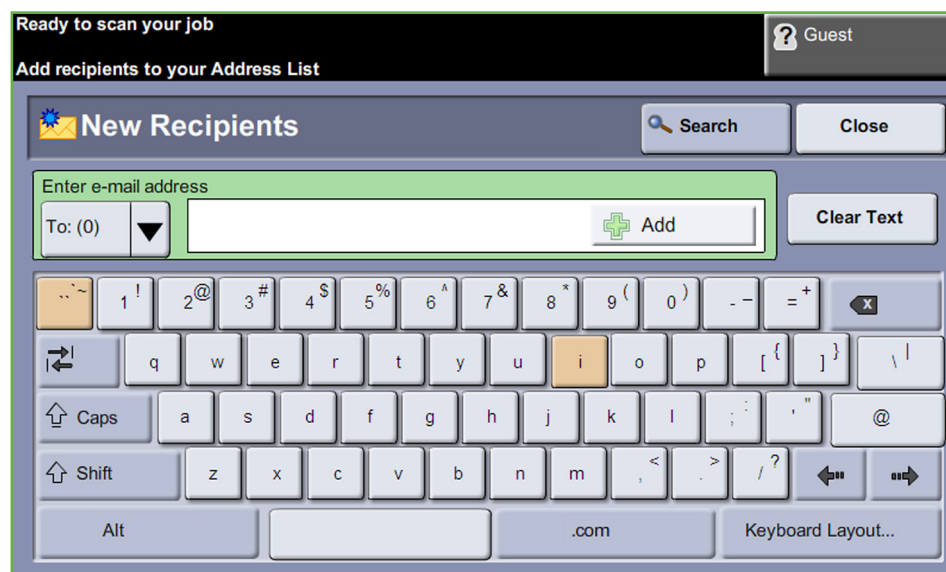 Ready to scan your job
Guest
Add recipients to your Address List
New Recipients
Search
Close
Enter e-mail address
To: (0)
Add
Clear Text
..`~ 1 ! 2 @ 3 # 4 $ 5 % 6 ^ 7 & 8 * 9 ( 0 ) - _ = + x
q w e r t y u i o p [ { ] } \ |
Caps a s d f g h j k l ; : ' " @
Shift z x c v b n m , < . > / ?
Alt .com Keyboard Layout...